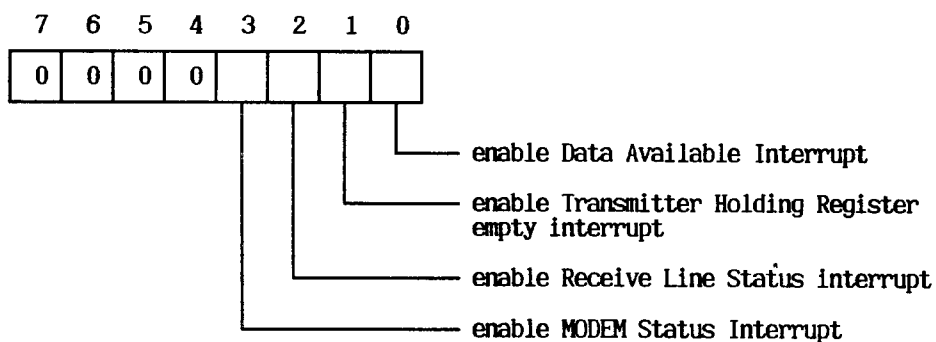 7 6 5 4 3 2 1 0
0 0 0 0
enable Data Available Interrupt
enable Transmitter Holding Register
empty interrupt
enable Receive Line Status interrupt
enable MODEM Status Interrupt